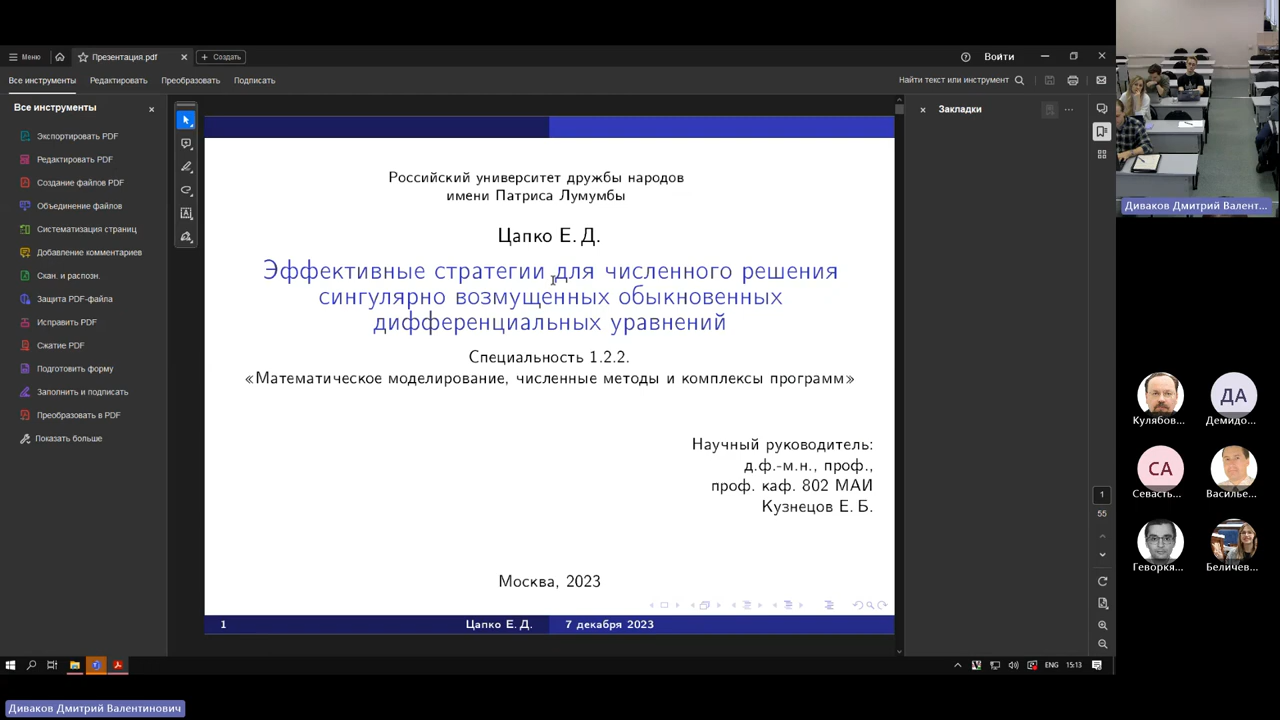 Меню
Презентация.pdf
Создать
Войти
Все инструменты
Редактировать
Преобразовать
Подписать
Найти текст или инструмент
Все инструменты
Экспортировать PDF
Редактировать PDF
Создание файлов PDF
Объединение файлов
Систематизация страниц
Добавление комментариев
Скан. и распозн.
Защита PDF-файла
Исправить PDF
Сжатие PDF
Подготовить форму
Заполнить и подписать
Преобразовать в PDF
Показать больше
Российский университет дружбы народов
имени Патриса Лумумбы
Цапко Е. Д.
Эффективные стратегии для численного решения
сингулярно возмущенных обыкновенных
дифференциальных уравнений
Специальность 1.2.2.
«Математическое моделирование, численные методы и комплексы программ»
Научный руководитель:
д.ф.-м.н., проф.,
проф. каф. 802 МАИ
Кузнецов Е. Б.
Москва, 2023
1
Цапко Е. Д.
7 декабря 2023
Закладки
1
55
ENG
15:13
Диваков Дмитрий Валент...
ДА
Кулябов...
Демидо...
СА
Севасть...
Василье...
Геворкя...
Беличев...
Диваков Дмитрий Валентинович